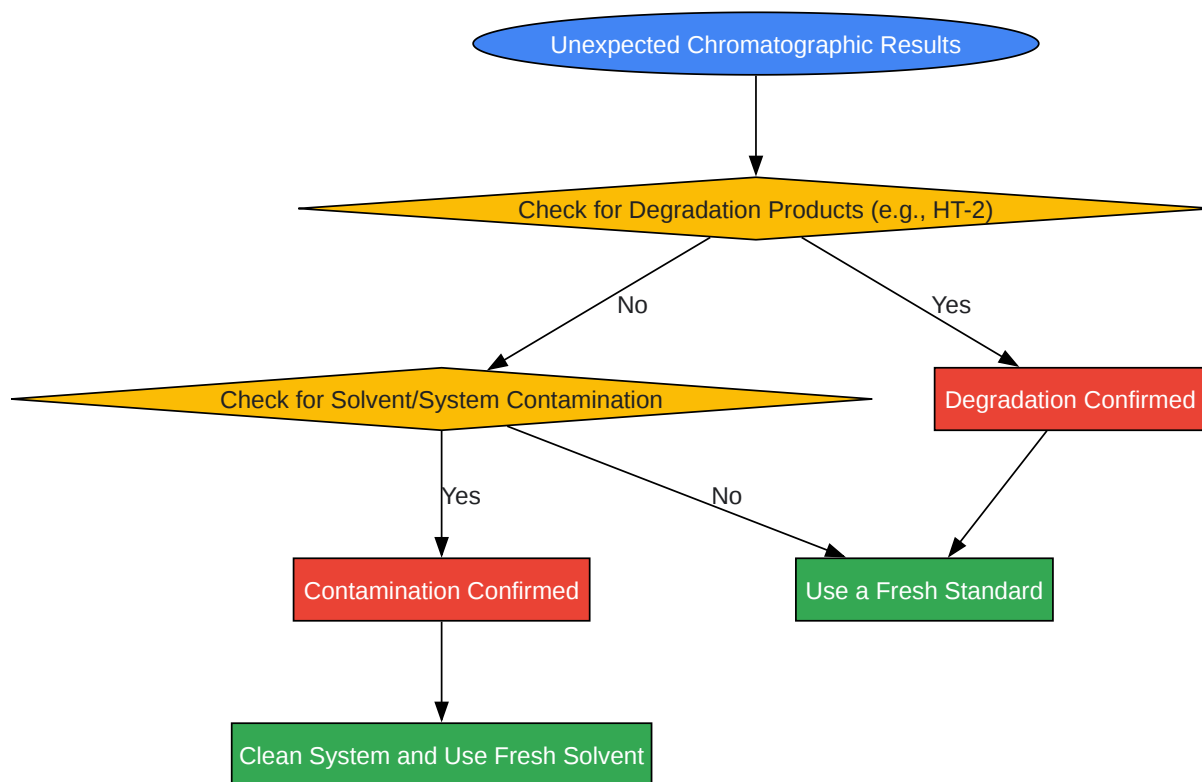 Unexpected Chromatographic Results
Check for Degradation Products (e.g., HT-2)
No
Yes
Check for Solvent/System Contamination
Degradation Confirmed
Yes
No
Contamination Confirmed
Use a Fresh Standard
Clean System and Use Fresh Solvent